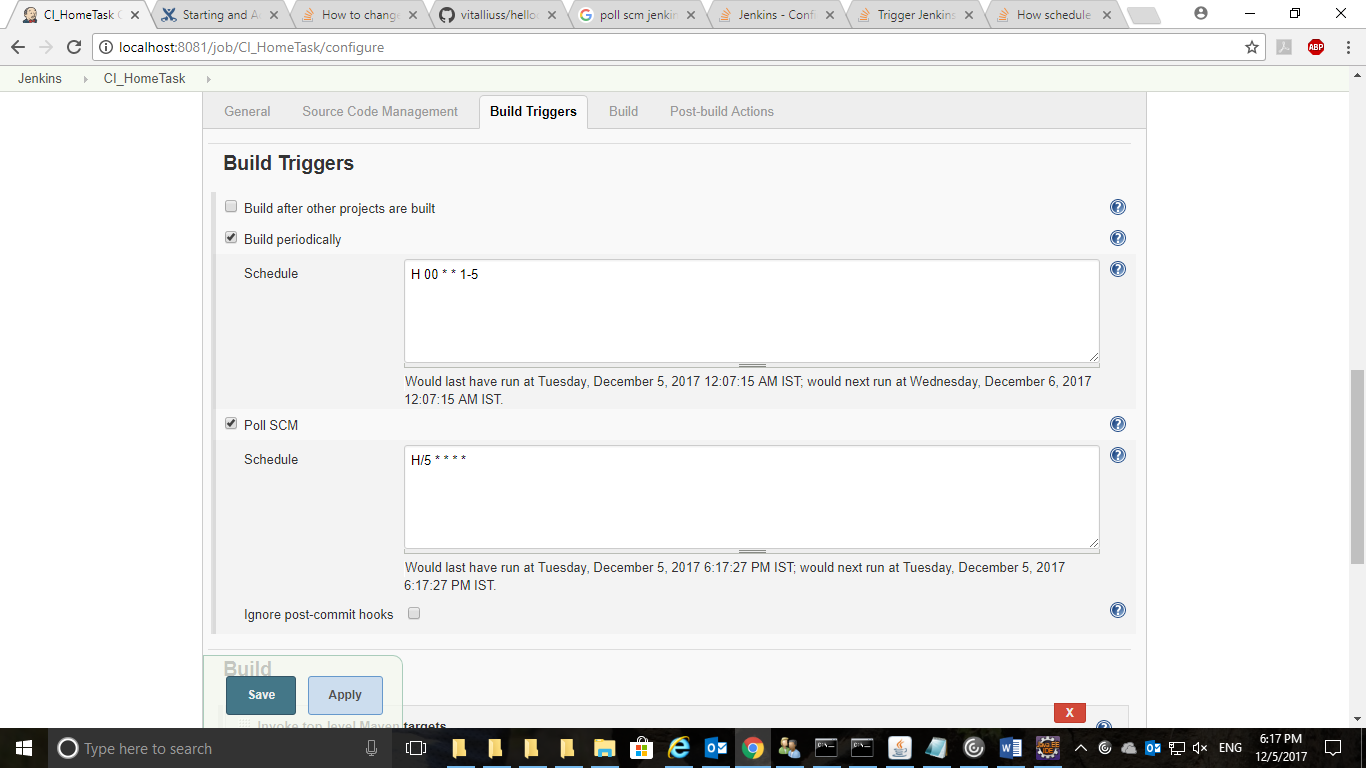 CI_HomeTask C
Starting and A
How to change
vitalliuss/hello
poll scm jenkin
Jenkins - Confi
Trigger Jenkins
How schedule
localhost:8081/job/CI_HomeTask/configure
ABP
Jenkins
CI_HomeTask
General
Source Code Management
Build Triggers
Build
Post-build Actions
Build Triggers
Build after other projects are built
Build periodically
Schedule
H 00 * * 1-5
Would last have run at Tuesday, December 5, 2017 12:07:15 AM IST; would next run at Wednesday, December 6, 2017
12:07:15 AM IST.
Poll SCM
Schedule
H/5 * * * *
Would last have run at Tuesday, December 5, 2017 6:17:27 PM IST; would next run at Tuesday, December 5, 2017
6:17:27 PM IST.
Ignore post-commit hooks
Build
Save
Apply
Invoke top-level Maven targets
X
Type here to search
ENG
6:17 PM
12/5/2017